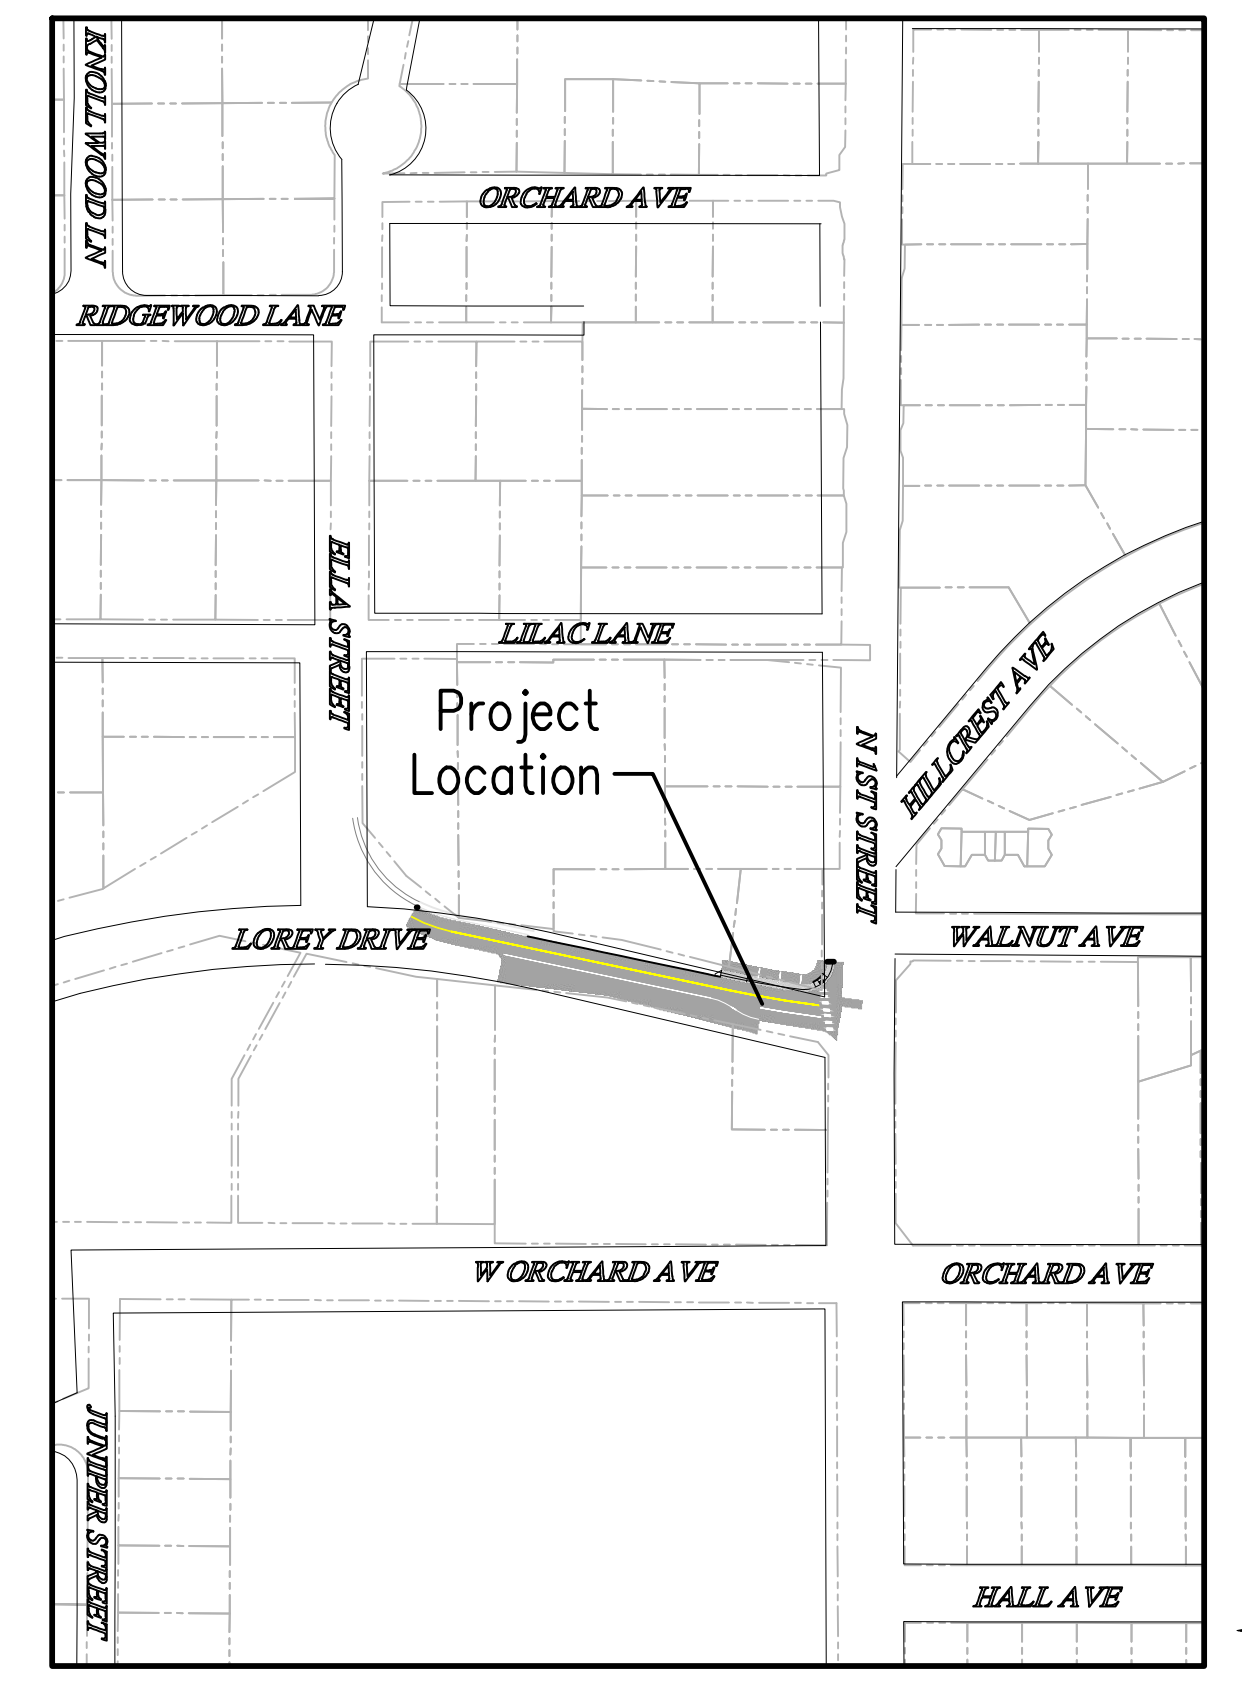 KNOLLWOOD LN
ORCHARD AVE
RIDGEWOOD LANE
ELLA STREET
LILAC LANE
Project
Location
HILLCREST AVE
N 1ST STREET
LOREY DRIVE
WALNUT AVE
W ORCHARD AVE
ORCHARD AVE
JUNIPER STREET
HALL AVE